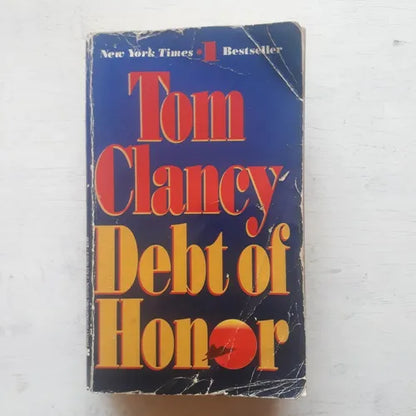 New York Times #1 Bestseller
Tom
Clancy
Debt of
Honor